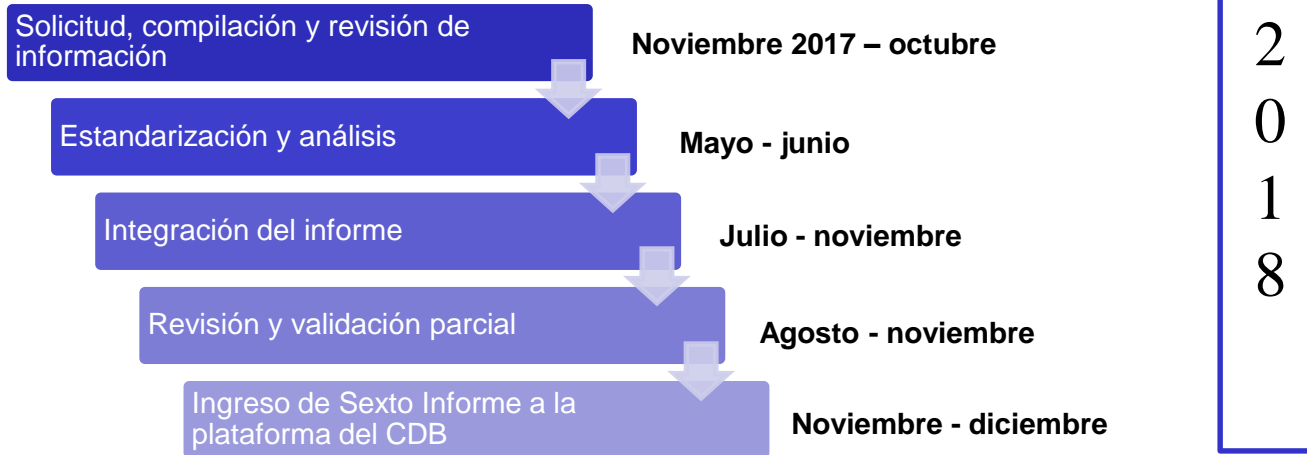 Solicitud, compilación y revisión de
información
Noviembre 2017 – octubre
Estandarización y análisis
Mayo - junio
Integración del informe
Julio - noviembre
Revisión y validación parcial
Agosto - noviembre
Ingreso de Sexto Informe a la
plataforma del CDB
Noviembre - diciembre
2
0
1
8